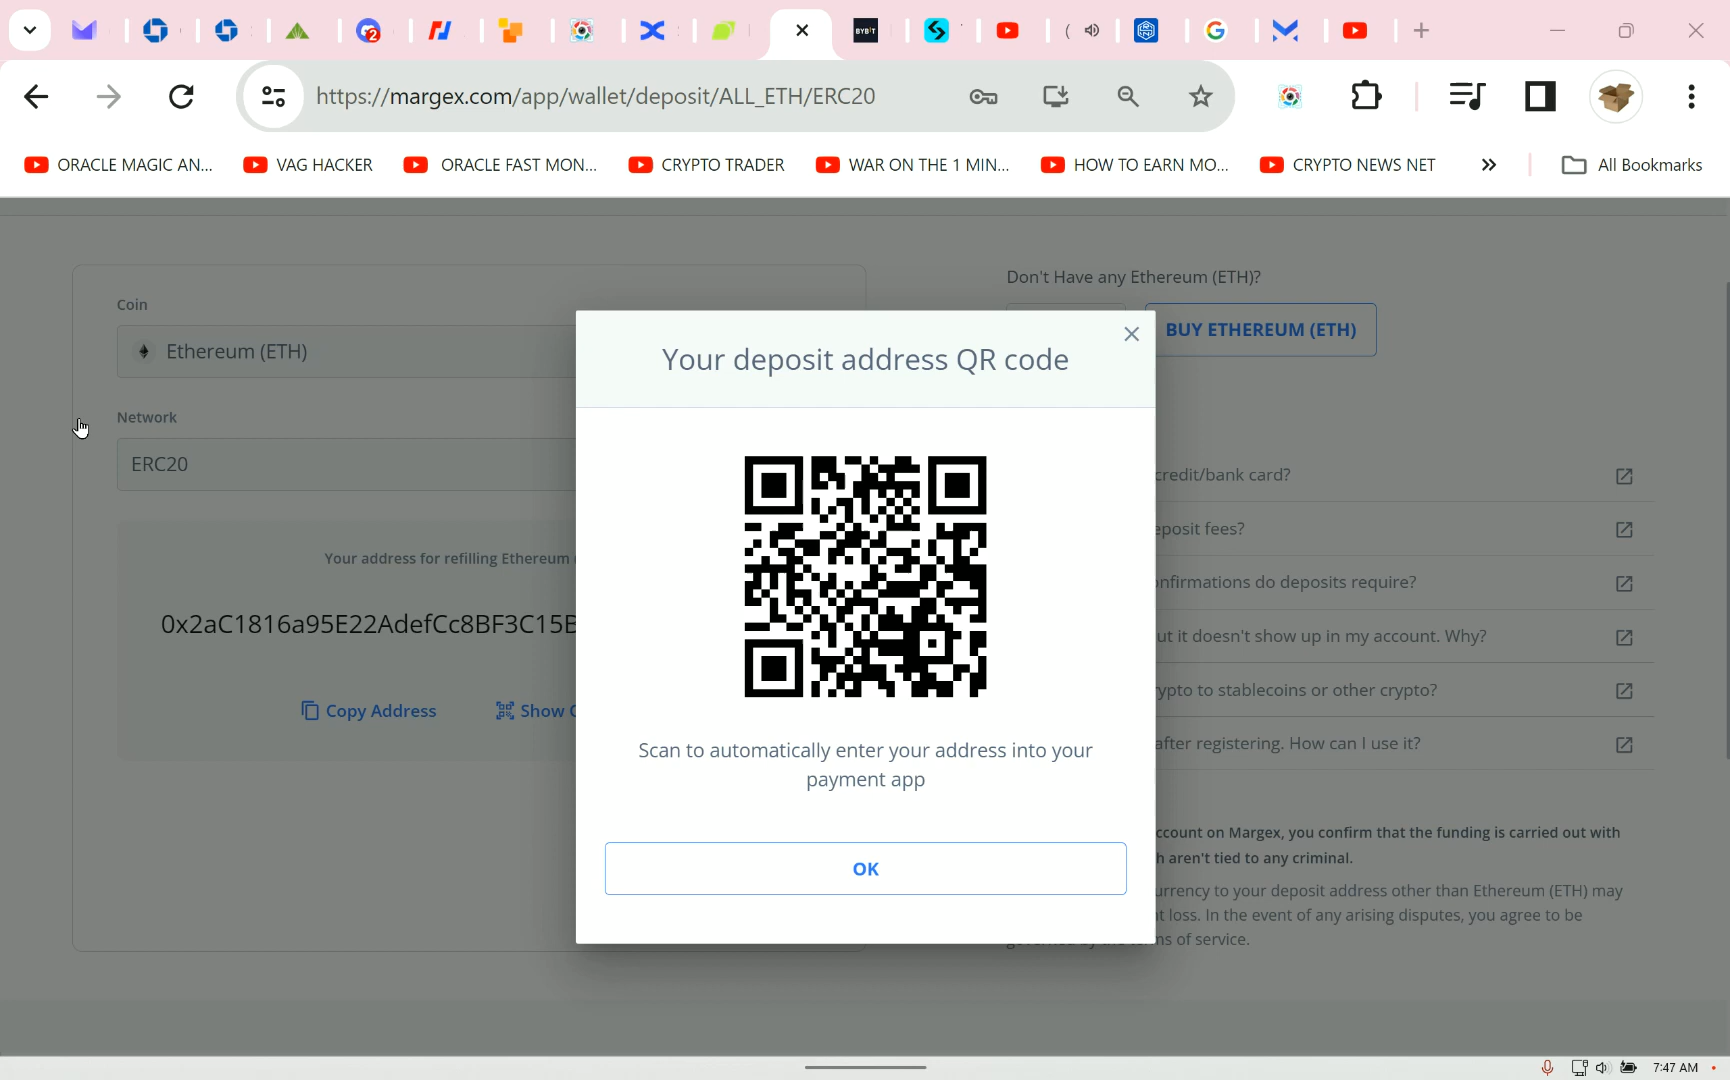 2
BYBIT
(
https://margex.com/app/wallet/deposit/ALL_ETH/ERC20
ORACLE MAGIC AN...
VAG HACKER
ORACLE FAST MON...
CRYPTO TRADER
WAR ON THE 1 MIN...
HOW TO EARN MO...
CRYPTO NEWS NET
All Bookmarks
Coin
Ethereum (ETH)
Network
ERC20
Your address for refilling Ethereum
0x2aC1816a95E22AdefCc8BF3C15
Copy Address
Show
Don't Have any Ethereum (ETH)?
BUY ETHEREUM (ETH)
Your deposit address QR code
Scan to automatically enter your address into your
payment app
OK
credit/bank card?
eposit fees?
onfirmations do deposits require?
ut it doesn't show up in my account. Why?
rypto to stablecoins or other crypto?
after registering. How can I use it?
ccount on Margex, you confirm that the funding is carried out with
h aren't tied to any criminal.
urrency to your deposit address other than Ethereum (ETH) may
t loss. In the event of any arising disputes, you agree to be
ms of service.
7:47 AM